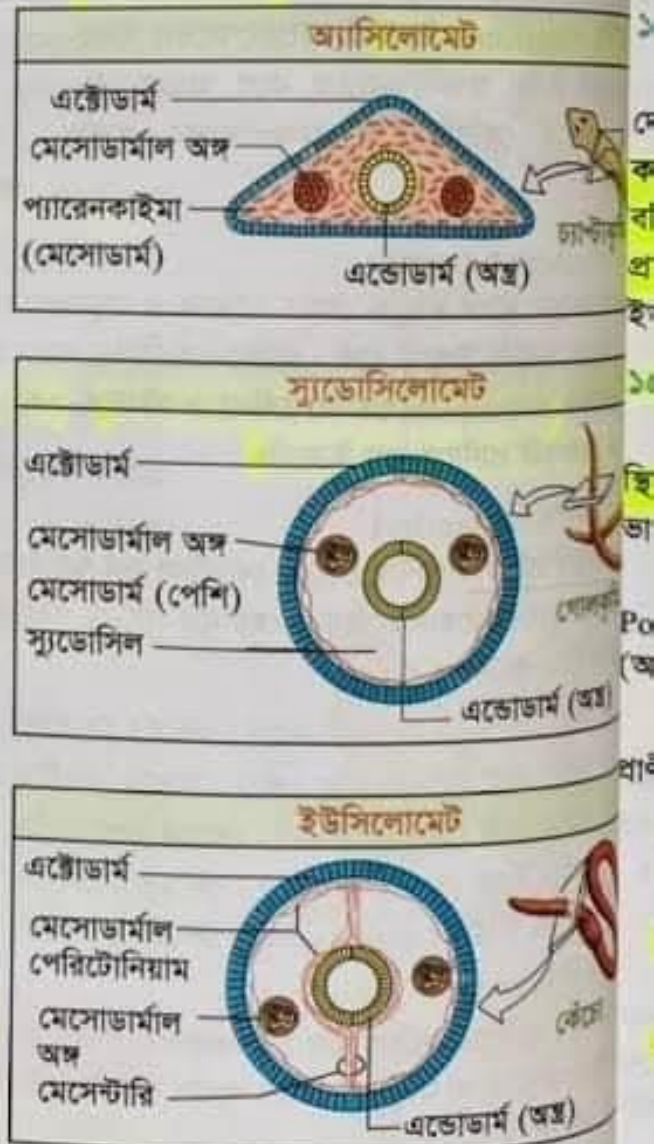 অ্যাসিলোমেট
এক্টোডার্ম
মেসোডার্মাল অঙ্গ
প্যারেনকাইমা
(মেসোডার্ম)
এন্ডোডার্ম (অন্ত্র)
স্যুডোসিলোমেট
এক্টোডার্ম
মেসোডার্মাল অঙ্গ
মেসোডার্ম (পেশি)
স্যুডোসিল
এন্ডোডার্ম (অন্ত্র)
ইউসিলোমেট
এক্টোডার্ম
মেসোডার্মাল
পেরিটোনিয়াম
মেসোডার্মাল
অঙ্গ
মেসেন্টারি
কেঁচো
এন্ডোডার্ম (অন্ত্র)